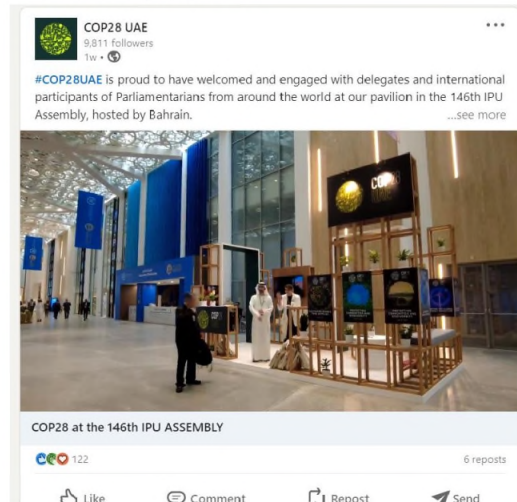 COP28 UAE
9,811 followers
1w •
#COP28UAE is proud to have welcomed and engaged with delegates and international
participants of Parliamentarians from around the world at our pavilion in the 146th IPU
Assembly, hosted by Bahrain.
...see more
COP28
COP28 at the 146th IPU ASSEMBLY
122
6 reposts
Like
Comment
Repost
Send